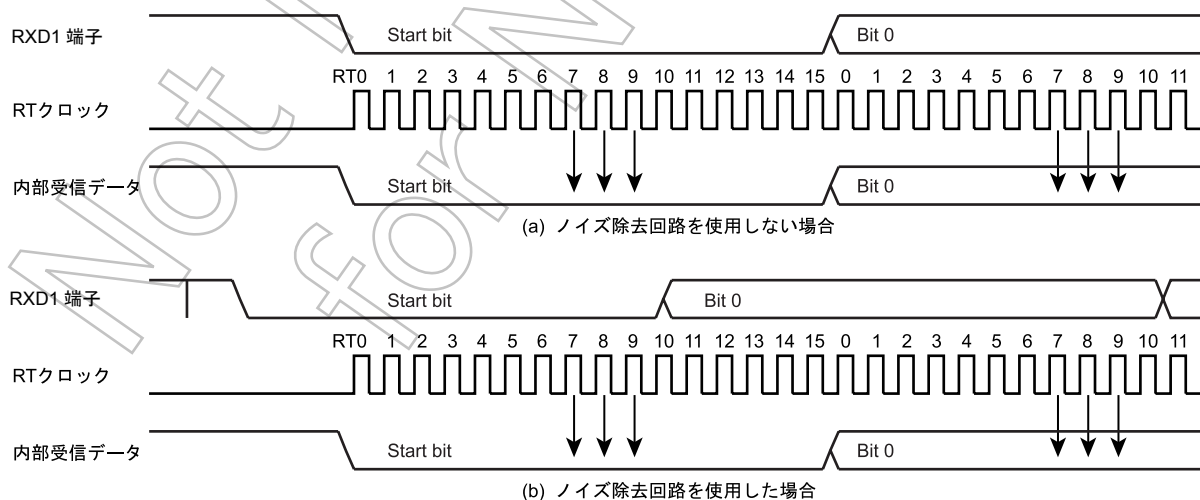 RXD1 端子 Start bit Bit 0
RT0 1 2 3 4 5 6 7 8 9 10 11 12 13 14 15 0 1 2 3 4 5 6 7 8 9 10 11
RTクロック
内部受信データ Start bit Bit 0
(a) ノイズ除去回路を使用しない場合
RXD1 端子 Start bit Bit 0
RT0 1 2 3 4 5 6 7 8 9 10 11 12 13 14 15 0 1 2 3 4 5 6 7 8 9 10 11
RTクロック
内部受信データ Start bit Bit 0
(b) ノイズ除去回路を使用した場合
Not
for N